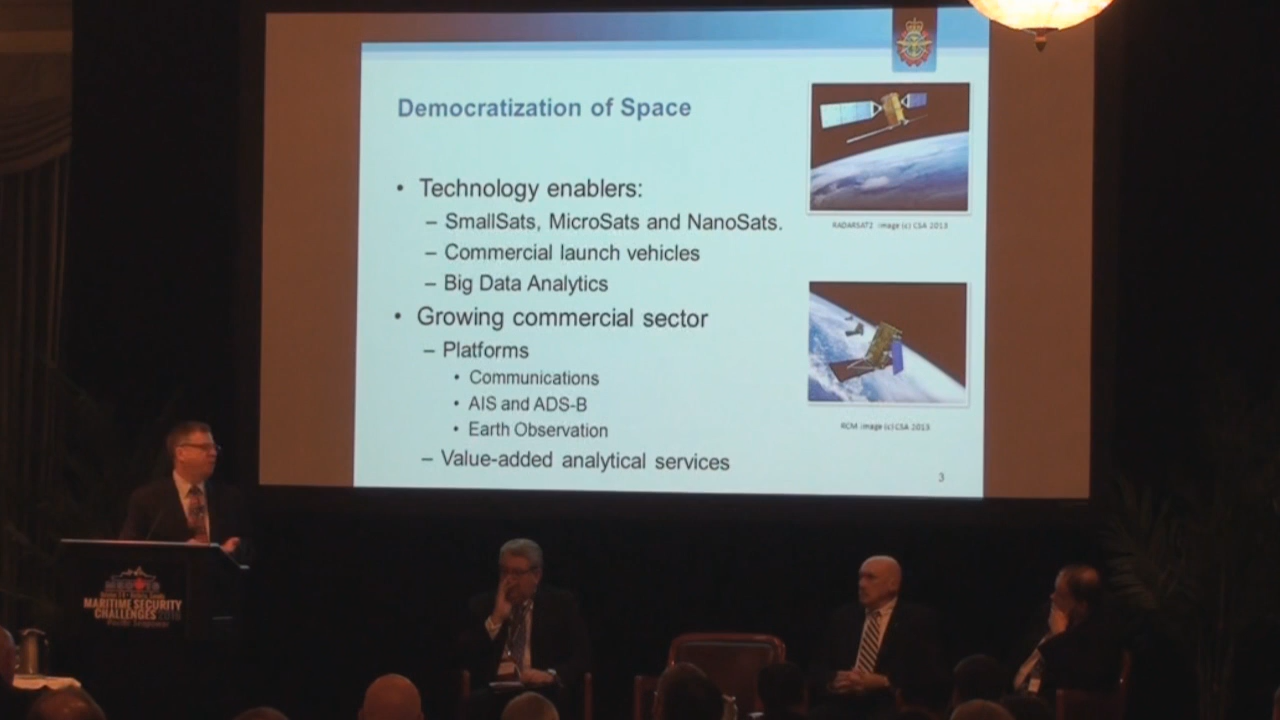 Democratization of Space
• Technology enablers:
– SmallSats, MicroSats and NanoSats.
– Commercial launch vehicles
– Big Data Analytics
• Growing commercial sector
– Platforms
• Communications
• AIS and ADS-B
• Earth Observation
– Value-added analytical services
RADARSAT2 image (c) CSA 2013
RCM image (c) CSA 2013
3
MARITIME SECURITY
CHALLENGES